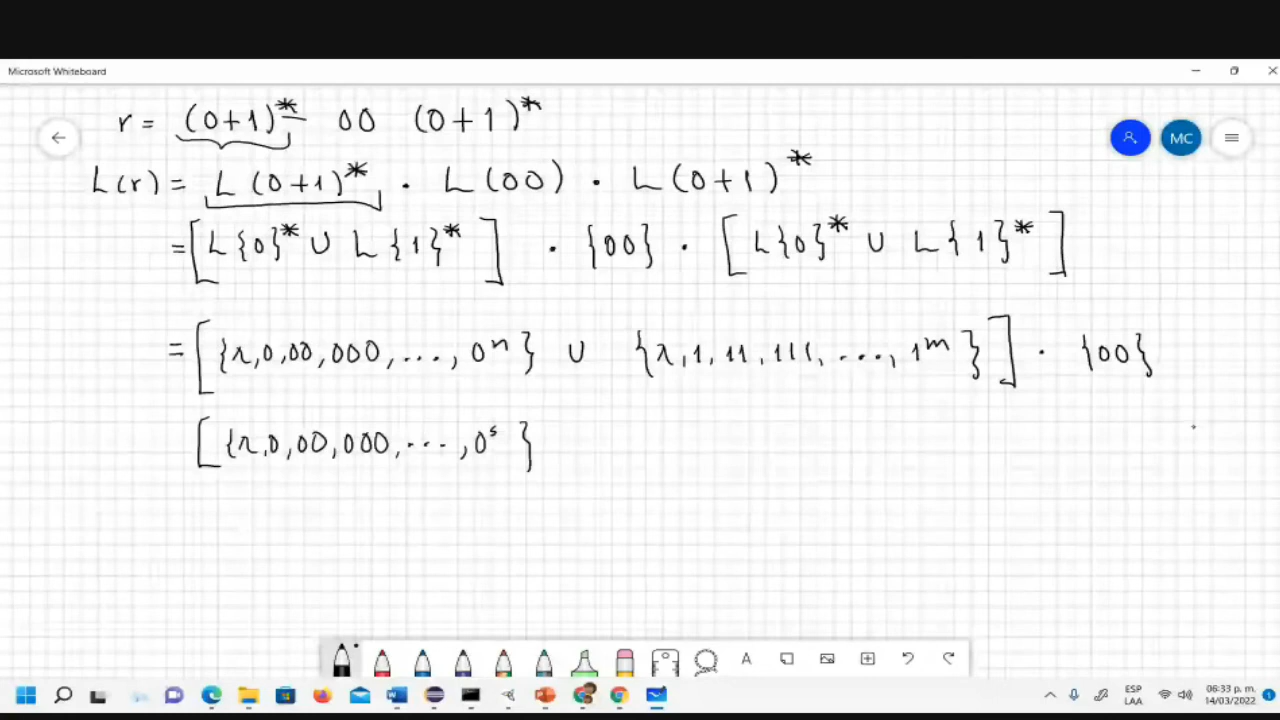 Microsoft Whiteboard
r = (0+1)* 00 (0+1)*
L(r) = L(0+1)* · L(00) · L(0+1)*
= [L{0}* ∪ L{1}*] · {00} · [L{0}* ∪ L{1}*]
= [{λ,0,00,000,...,0ⁿ} ∪ {λ,1,11,111,...,1ᵐ}] · {00}
[{λ,0,00,000,...,0ˢ}
MC
A
ESP
LAA
06:33 p. m.
14/03/2022
1